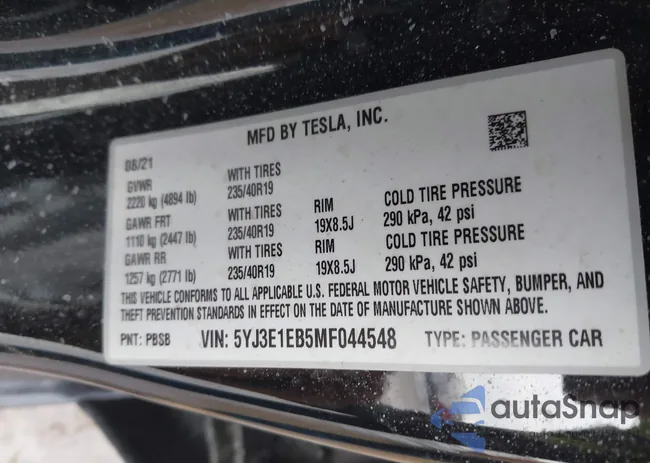 MFD BY TESLA, INC.
08/21
GVWR WITH TIRES
2220 kg (4894 lb) 235/40R19 RIM COLD TIRE PRESSURE
GAWR FRT WITH TIRES 19X8.5J 290 kPa, 42 psi
1110 kg (2447 lb) 235/40R19 RIM COLD TIRE PRESSURE
GAWR RR WITH TIRES 19X8.5J 290 kPa, 42 psi
1257 kg (2771 lb) 235/40R19
THIS VEHICLE CONFORMS TO ALL APPLICABLE U.S. FEDERAL MOTOR VEHICLE SAFETY, BUMPER, AND
THEFT PREVENTION STANDARDS IN EFFECT ON THE DATE OF MANUFACTURE SHOWN ABOVE.
PNT: PBSB VIN: 5YJ3E1EB5MF044548 TYPE: PASSENGER CAR
autoSnap